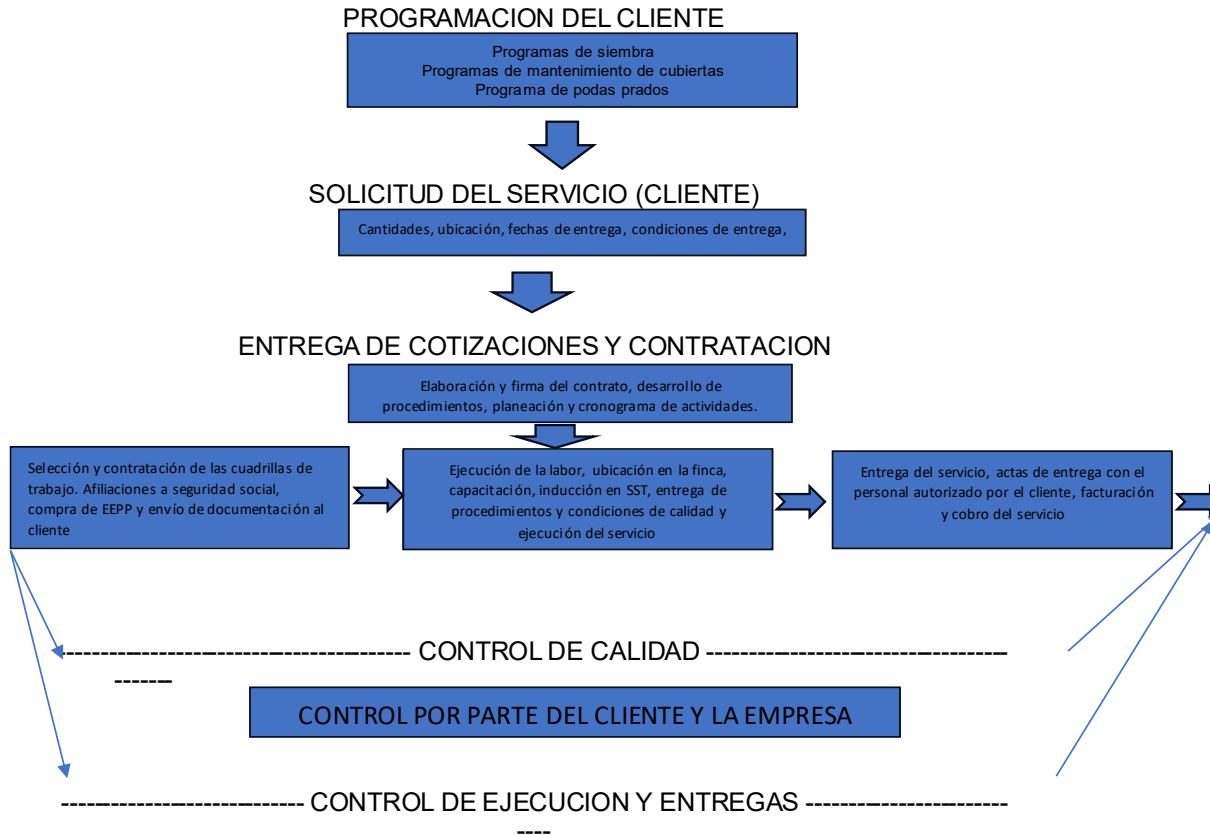 PROGRAMACION DEL CLIENTE
Programas de siembra
Programas de mantenimiento de cubiertas
Programa de podas prados
SOLICITUD DEL SERVICIO (CLIENTE)
Cantidades, ubicación, fechas de entrega, condiciones de entrega,
ENTREGA DE COTIZACIONES Y CONTRATACION
Elaboración y firma del contrato, desarrollo de
procedimientos, planeación y cronograma de actividades.
Selección y contratación de las cuadrillas de
trabajo. Afiliaciones a seguridad social,
compra de EEPP y envío de documentación al
cliente
Ejecución de la labor, ubicación en la finca,
capacitación, inducción en SST, entrega de
procedimientos y condiciones de calidad y
ejecución del servicio
Entrega del servicio, actas de entrega con el
personal autorizado por el cliente, facturación
y cobro del servicio
CONTROL DE CALIDAD
CONTROL POR PARTE DEL CLIENTE Y LA EMPRESA
CONTROL DE EJECUCION Y ENTREGAS